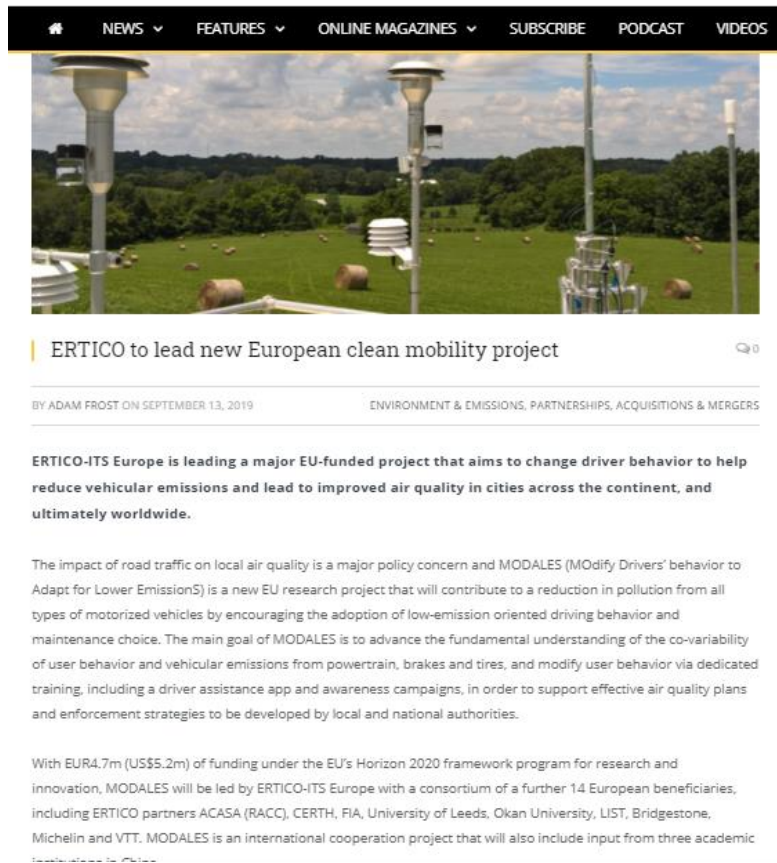 NEWS FEATURES ONLINE MAGAZINES SUBSCRIBE PODCAST VIDEOS
ERTICO to lead new European clean mobility project 0
BY ADAM FROST ON SEPTEMBER 13, 2019 ENVIRONMENT & EMISSIONS, PARTNERSHIPS, ACQUISITIONS & MERGERS
ERTICO-ITS Europe is leading a major EU-funded project that aims to change driver behavior to help
reduce vehicular emissions and lead to improved air quality in cities across the continent, and
ultimately worldwide.
The impact of road traffic on local air quality is a major policy concern and MODALES (MOdify Drivers' behavior to
Adapt for Lower EmissionS) is a new EU research project that will contribute to a reduction in pollution from all
types of motorized vehicles by encouraging the adoption of low-emission oriented driving behavior and
maintenance choice. The main goal of MODALES is to advance the fundamental understanding of the co-variability
of user behavior and vehicular emissions from powertrain, brakes and tires, and modify user behavior via dedicated
training, including a driver assistance app and awareness campaigns, in order to support effective air quality plans
and enforcement strategies to be developed by local and national authorities.
With EUR4.7m (US$5.2m) of funding under the EU's Horizon 2020 framework program for research and
innovation, MODALES will be led by ERTICO-ITS Europe with a consortium of a further 14 European beneficiaries,
including ERTICO partners ACASA (RACC), CERTH, FIA, University of Leeds, Okan University, LIST, Bridgestone,
Michelin and VTT. MODALES is an international cooperation project that will also include input from three academic
institutions in China